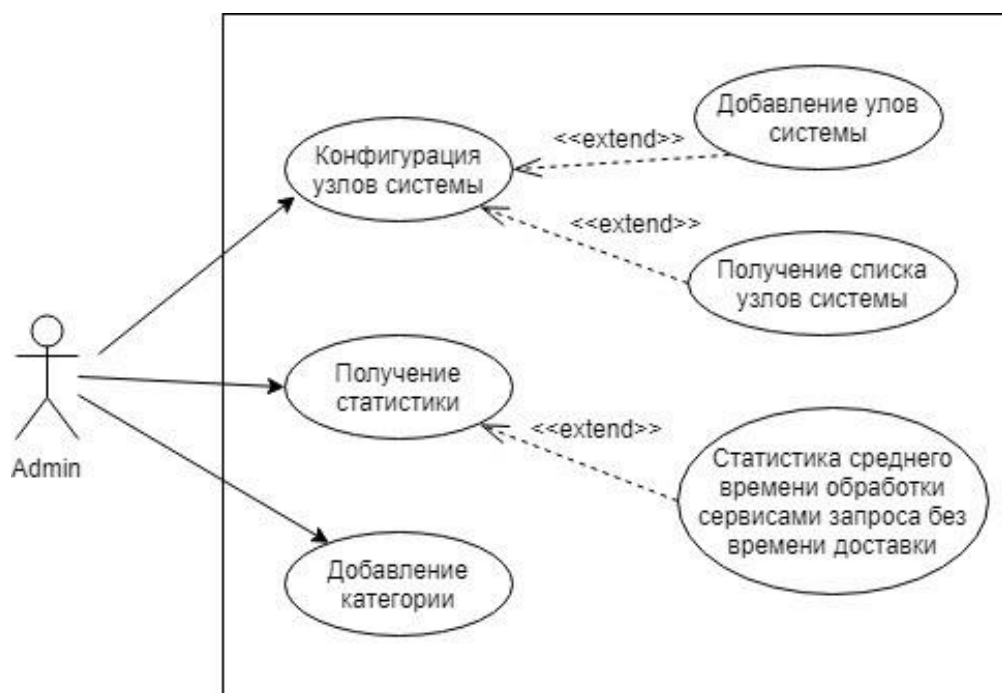 Добавление улов
системы
<<extend>>
Конфигурация
узлов системы
<<extend>>
Получение списка
узлов системы
Admin
Получение
статистики
<<extend>>
Статистика среднего
времени обработки
сервисами запроса без
времени доставки
Добавление
категории